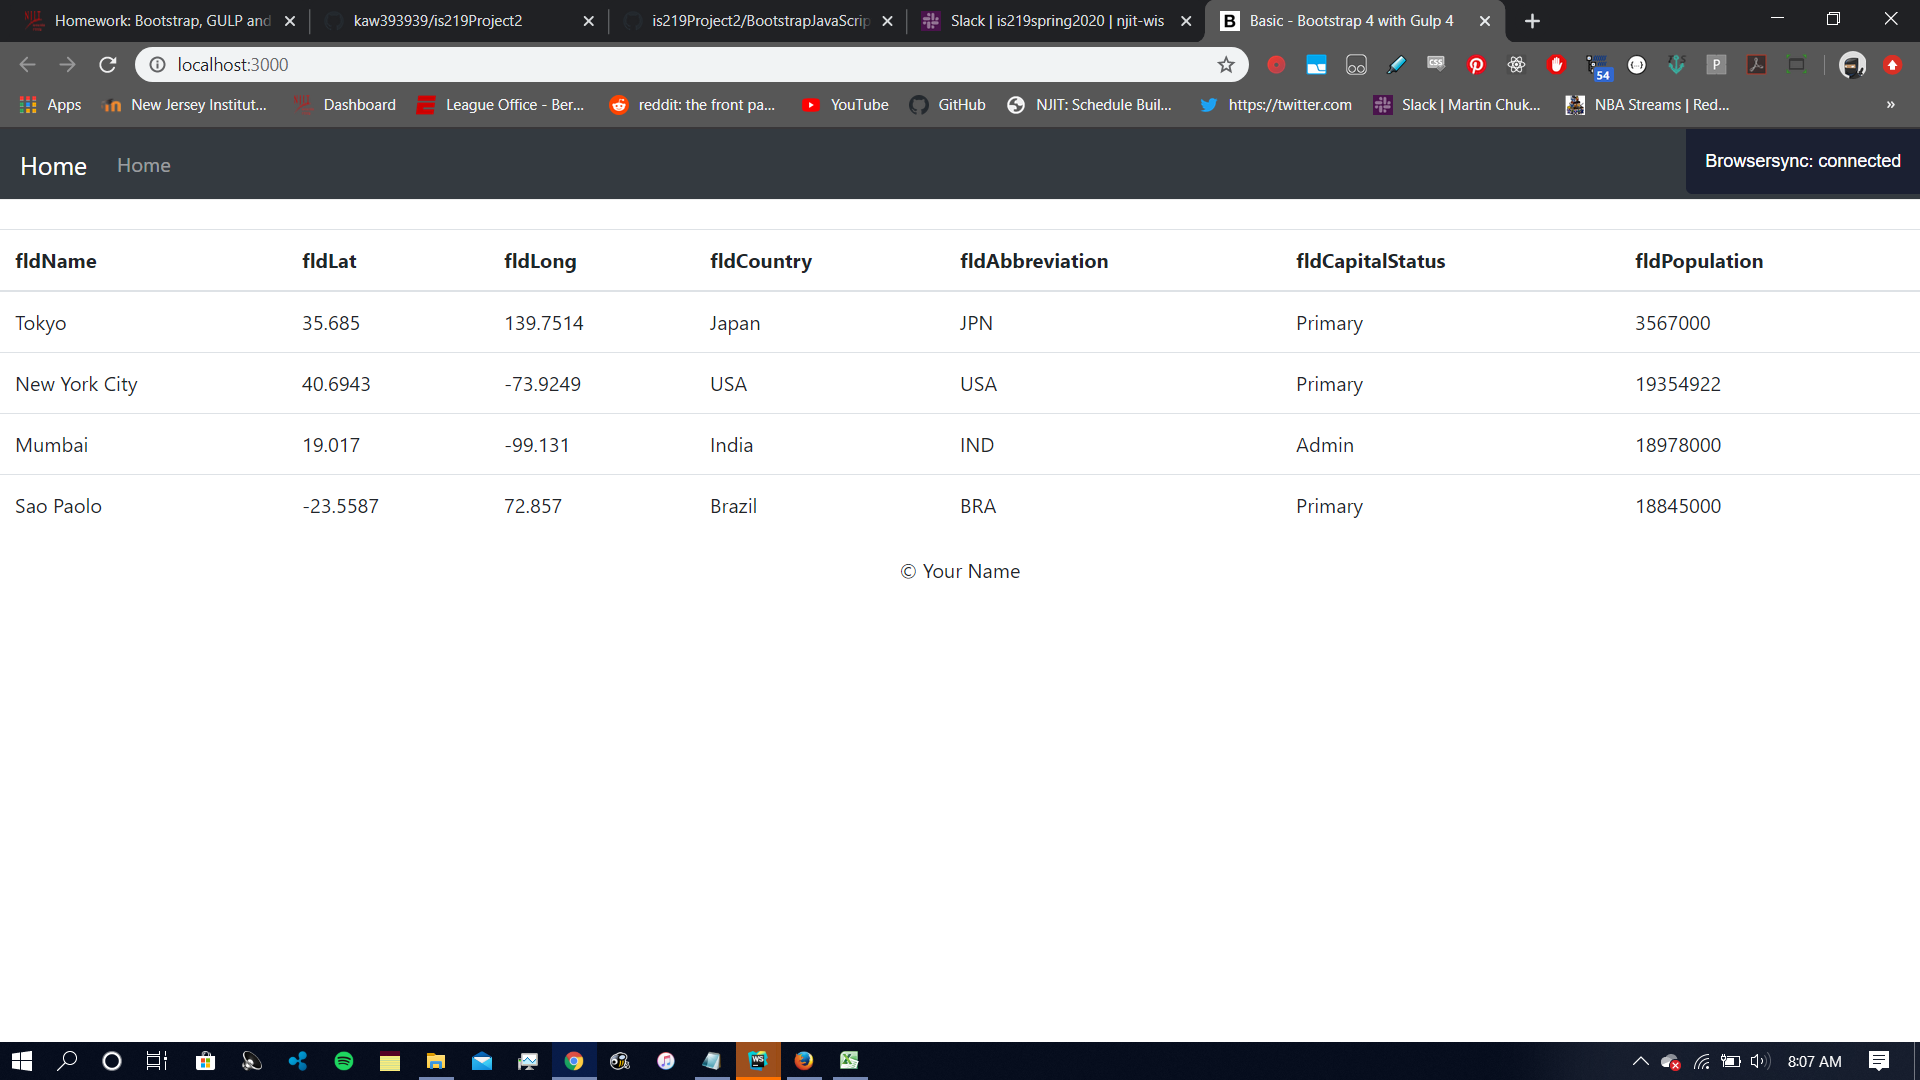 Homework: Bootstrap, GULP and
kaw393939/is219Project2
is219Project2/BootstrapJavaScrip
Slack | is219spring2020 | njit-wis
B Basic - Bootstrap 4 with Gulp 4
localhost:3000
CSS
54
P
Apps
New Jersey Institut...
Dashboard
League Office - Ber...
reddit: the front pa...
YouTube
GitHub
NJIT: Schedule Buil...
https://twitter.com
Slack | Martin Chuk...
NBA Streams | Red...
»
Home Home
Browsersync: connected
fldName fldLat fldLong fldCountry fldAbbreviation fldCapitalStatus fldPopulation
Tokyo 35.685 139.7514 Japan JPN Primary 3567000
New York City 40.6943 -73.9249 USA USA Primary 19354922
Mumbai 19.017 -99.131 India IND Admin 18978000
Sao Paolo -23.5587 72.857 Brazil BRA Primary 18845000
© Your Name
WS
8:07 AM